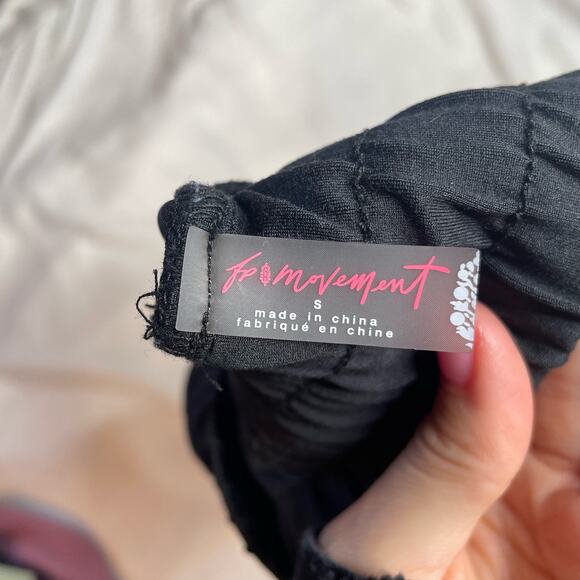 fp movement
S
made in china
fabriqué en chine